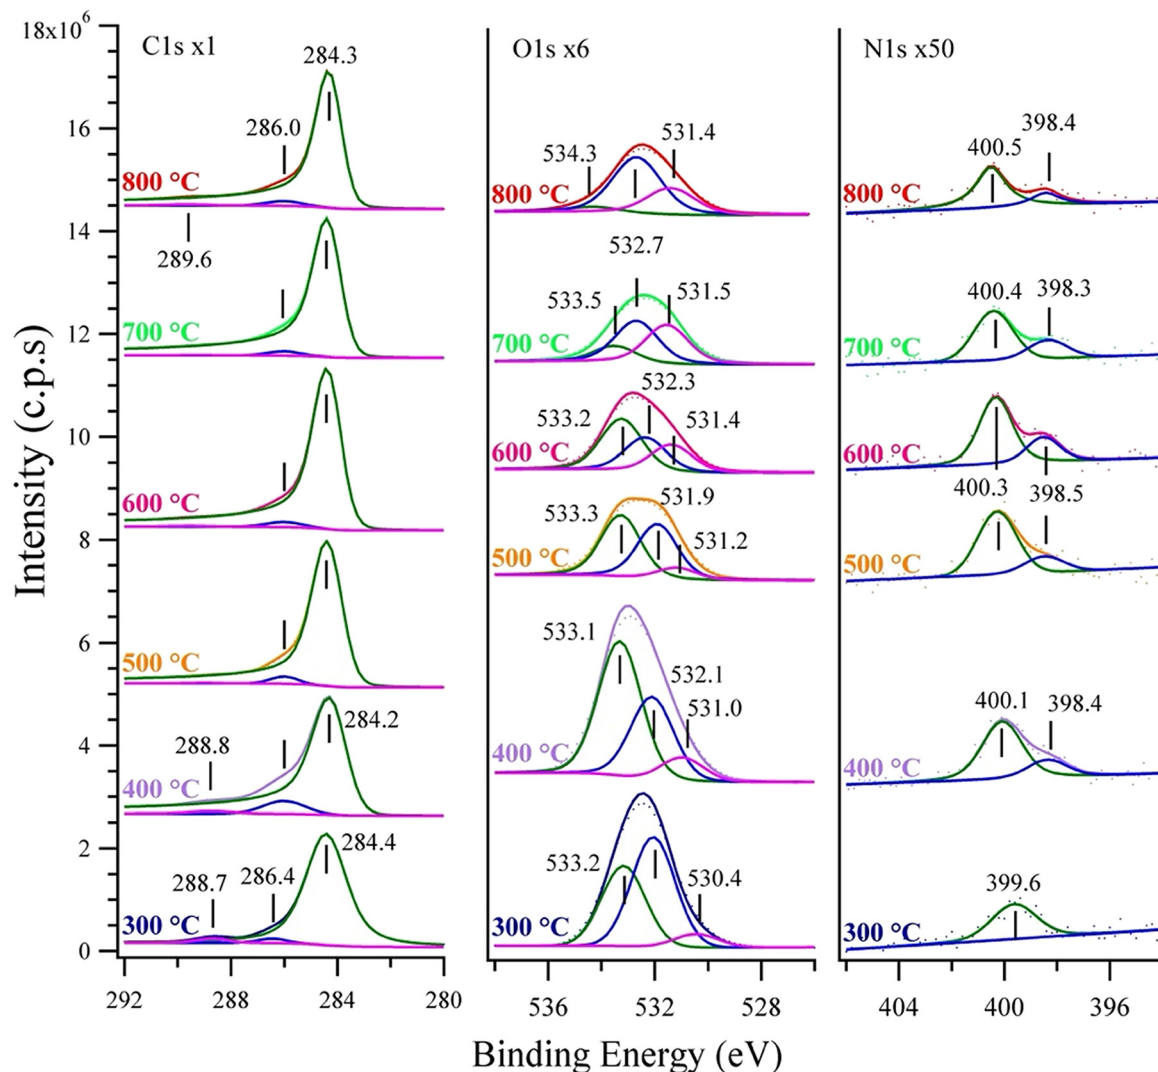 18x10⁶
C1s x1
O1s x6
N1s x50
284.3
286.0
800 °C
289.6
534.3
531.4
800 °C
400.5
398.4
800 °C
16
14
700 °C
532.7
533.5
531.5
700 °C
400.4
398.3
700 °C
12
600 °C
532.3
533.2
531.4
600 °C
600 °C
400.3
398.5
10
8
500 °C
533.3
531.9
531.2
500 °C
500 °C
6
284.2
288.8
400 °C
533.1
532.1
531.0
400 °C
400.1
398.4
400 °C
4
2
284.4
286.4
288.7
300 °C
533.2
530.4
300 °C
399.6
300 °C
0
Intensity (c.p.s)
292 288 284 280
536 532 528
404 400 396
Binding Energy (eV)